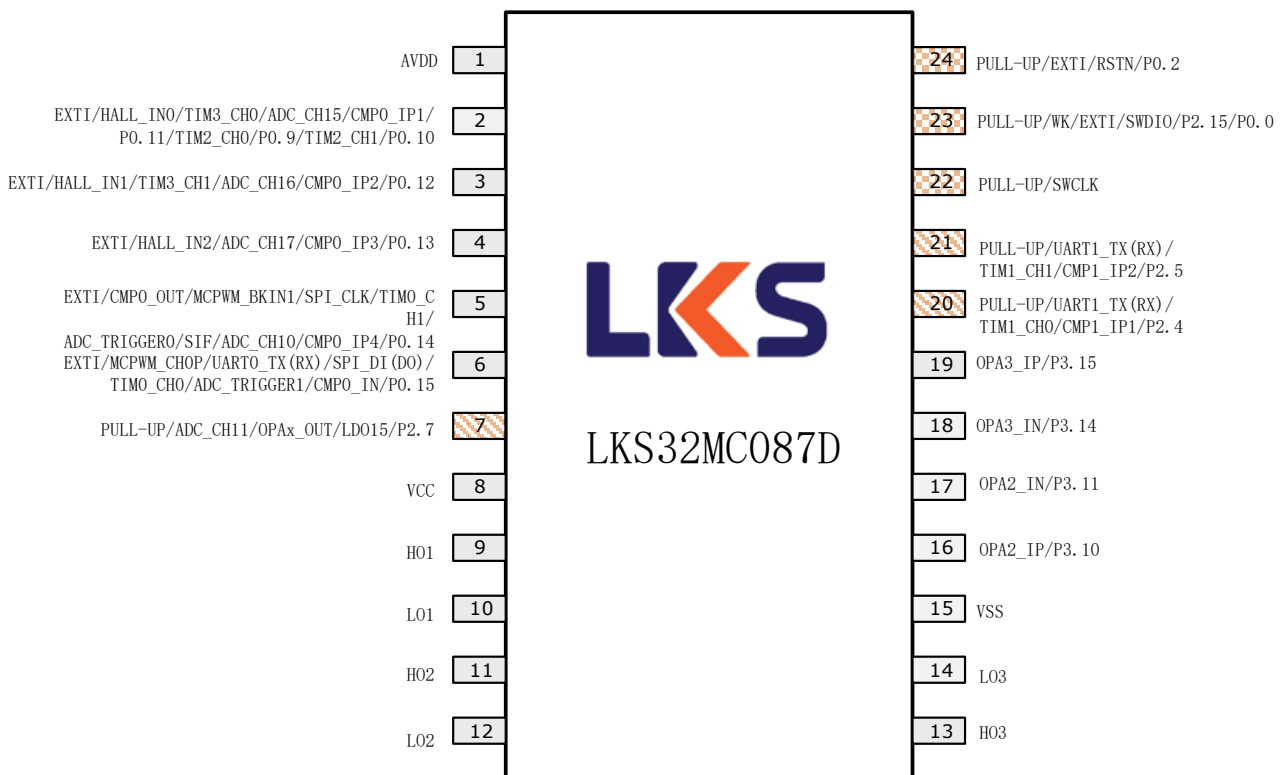 AVDD
1
EXTI/HALL_IN0/TIM3_CH0/ADC_CH15/CMP0_IP1/
P0.11/TIM2_CH0/P0.9/TIM2_CH1/P0.10
2
EXTI/HALL_IN1/TIM3_CH1/ADC_CH16/CMP0_IP2/P0.12
3
EXTI/HALL_IN2/ADC_CH17/CMP0_IP3/P0.13
4
EXTI/CMP0_OUT/MCPWM_BKIN1/SPI_CLK/TIM0_C
H1/
ADC_TRIGGER0/SIF/ADC_CH10/CMP0_IP4/P0.14
5
EXTI/MCPWM_CH0P/UART0_TX(RX)/SPI_DI(DO)/
TIM0_CH0/ADC_TRIGGER1/CMP0_IN/P0.15
6
PULL-UP/ADC_CH11/OPAx_OUT/LDO15/P2.7
7
VCC
8
HO1
9
LO1
10
HO2
11
LO2
12
LKS
LKS32MC087D
24
PULL-UP/EXTI/RSTN/P0.2
23
PULL-UP/WK/EXTI/SWDIO/P2.15/P0.0
22
PULL-UP/SWCLK
21
PULL-UP/UART1_TX(RX)/
TIM1_CH1/CMP1_IP2/P2.5
20
PULL-UP/UART1_TX(RX)/
TIM1_CH0/CMP1_IP1/P2.4
19
OPA3_IP/P3.15
18
OPA3_IN/P3.14
17
OPA2_IN/P3.11
16
OPA2_IP/P3.10
15
VSS
14
LO3
13
HO3